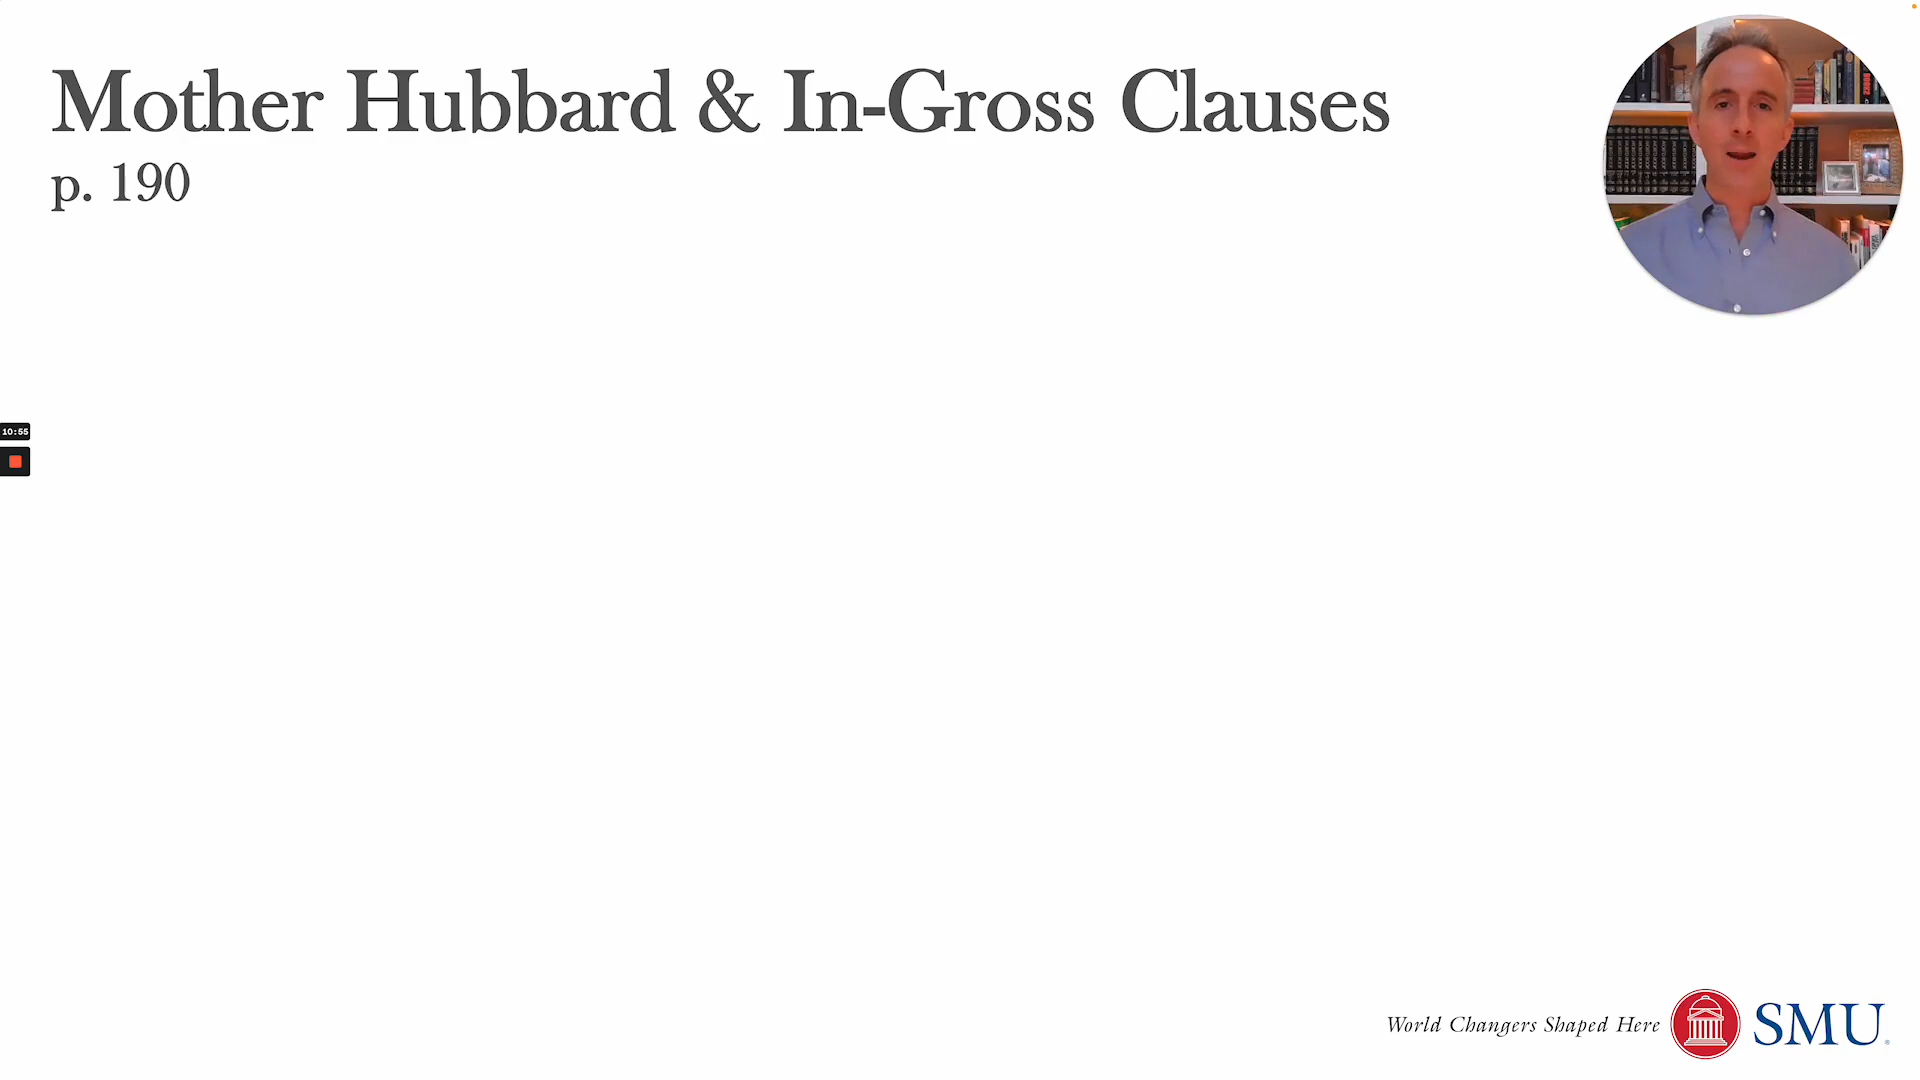 Mother Hubbard & In-Gross Clauses
p. 190
10:55
World Changers Shaped Here
SMU